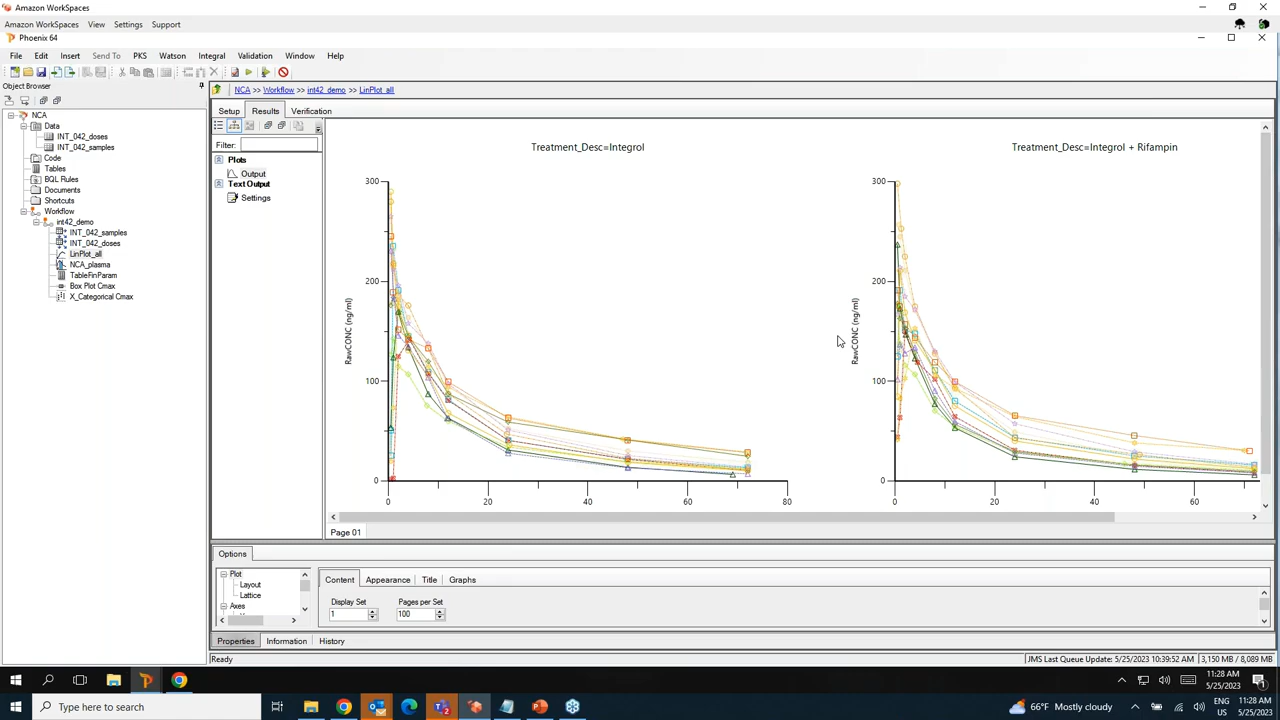 Amazon WorkSpaces
Amazon WorkSpaces View Settings Support
Phoenix 64
File Edit Insert Send To PKS Watson Integral Validation Window Help
Object Browser
NCA >> Workflow >> int42_demo >> LinPlot_all
Setup Results Verification
NCA
Data
INT_042_doses
INT_042_samples
Code
Tables
BQL Rules
Documents
Shortcuts
Workflow
int42_demo
INT_042_samples
INT_042_doses
LinPlot_all
NCA_plasma
TableFinParam
Box Plot Cmax
X_Categorical Cmax
Filter:
Plots
Output
Text Output
Settings
Treatment_Desc=Integrol
300
200
100
0
RawCONC (ng/ml)
0 20 40 60 80
Treatment_Desc=Integrol + Rifampin
300
200
100
0
RawCONC (ng/ml)
0 20 40 60
Page 01
Options
Plot
Layout
Lattice
Axes
Content Appearance Title Graphs
Display Set Pages per Set
1 100
Properties Information History
Ready
JMS Last Queue Update: 5/25/2023 10:39:52 AM 3,150 MB / 8,089 MB
11:28 AM
5/25/2023
Type here to search
66°F Mostly cloudy
ENG
US
11:28 AM
5/25/2023